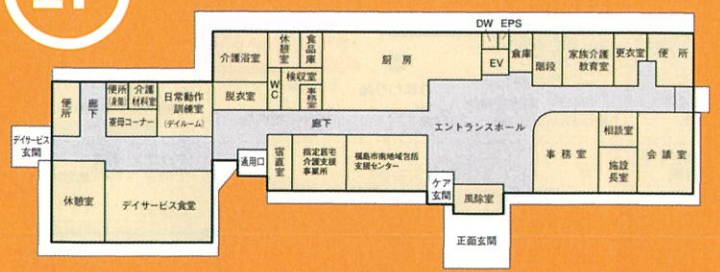 DW EPS
介護浴室
休憩室
食品庫
厨房
EV
倉庫
階段
家族介護
教育室
更衣室
便所
脱衣室
WC
検収室
事務室
便所
廊下
便所
(身障)
介護
材料室
日常動作
訓練室
(デイルーム)
寮母コーナー
廊下
エントランスホール
デイサービス
玄関
通用口
宿直室
指定居宅
介護支援
事業所
福島市南地域包括
支援センター
ケア
玄関
風除室
事務室
相談室
施設
長室
会議室
休憩室
デイサービス食堂
正面玄関